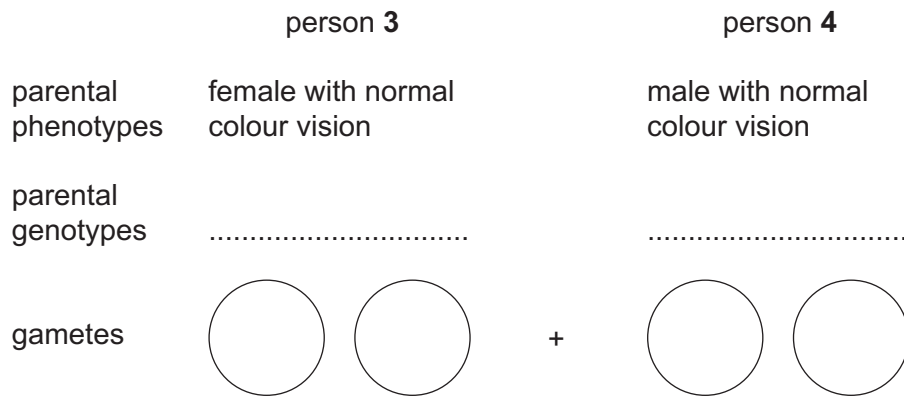 person 3 person 4
parental female with normal male with normal
phenotypes colour vision colour vision
parental
genotypes ................................ ................................
gametes +